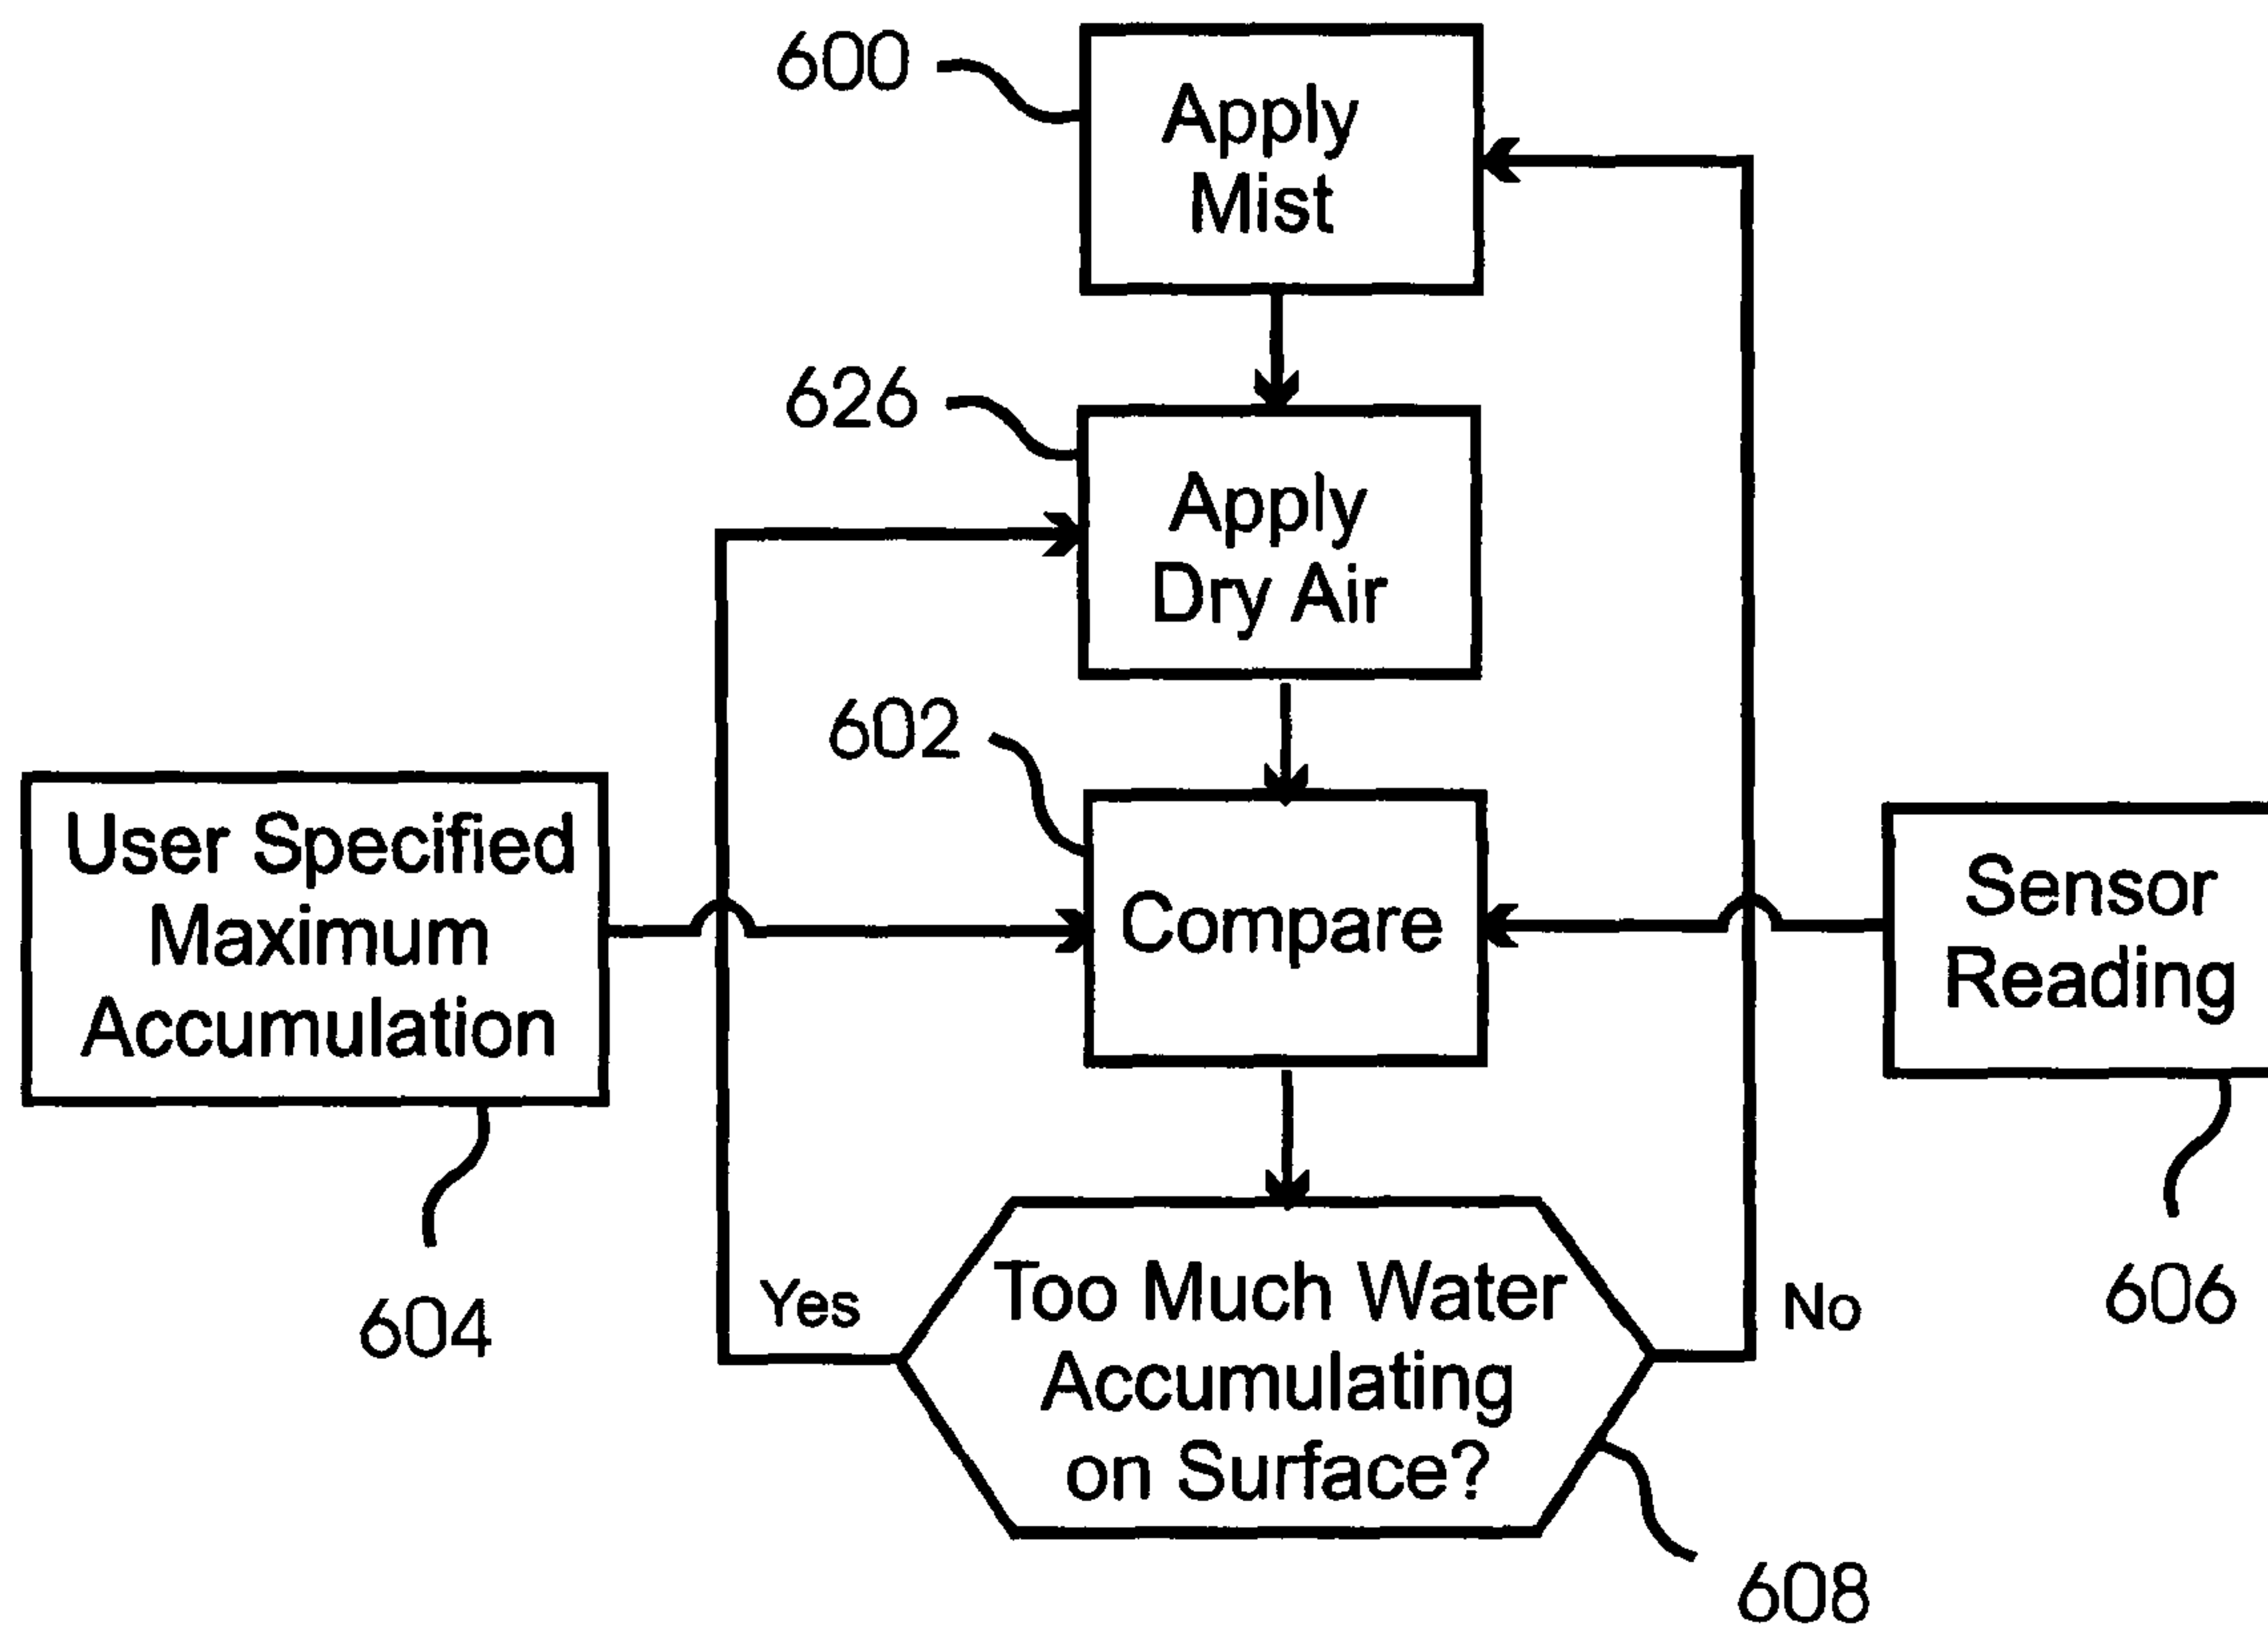 600
Apply
Mist
626
Apply
Dry Air
602
User Specified
Maximum
Accumulation
Compare
Sensor
Reading
604
Yes
Too Much Water
Accumulating
on Surface?
No
606
608